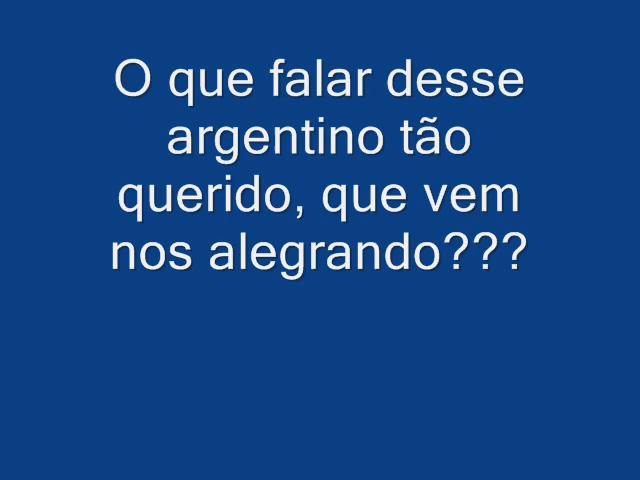 O que falar desse
argentino tão
querido, que vem
nos alegrando???